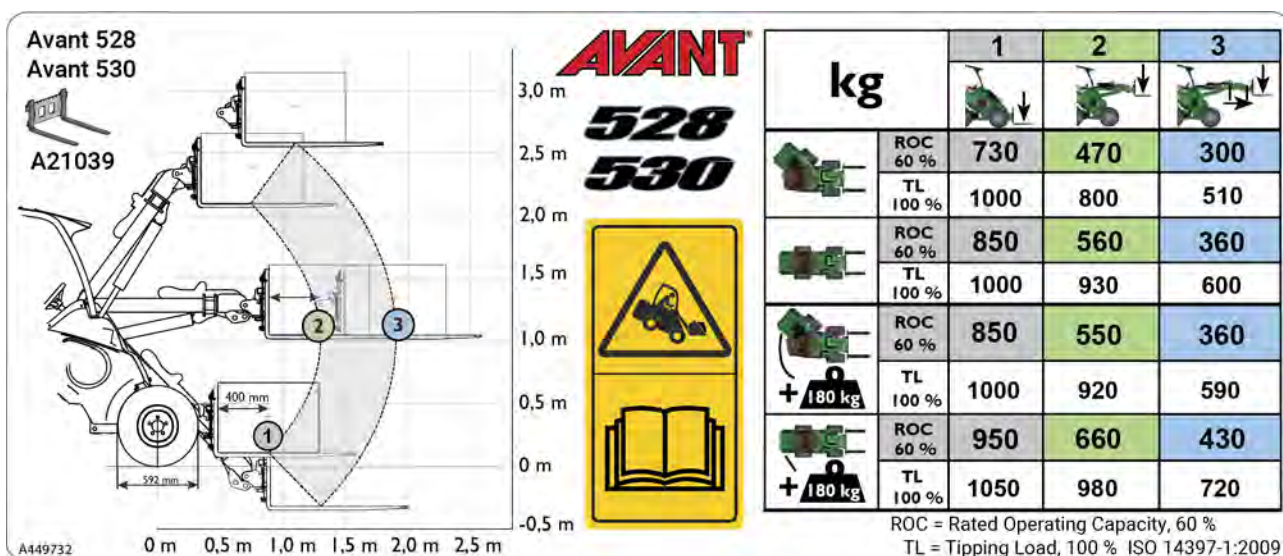 Avant 528
Avant 530
A21039
3,0 m
2,5 m
2,0 m
1,5 m
1,0 m
0,5 m
0 m
-0,5 m
400 mm
592 mm
1
2
3
0 m 0,5 m 1,0 m 1,5 m 2,0 m 2,5 m
A449732
AVANT®
528
530
kg 1 2 3
ROC 60 % 730 470 300
TL 100 % 1000 800 510
ROC 60 % 850 560 360
TL 100 % 1000 930 600
ROC 60 % 850 550 360
+ 180 kg TL 100 % 1000 920 590
ROC 60 % 950 660 430
+ 180 kg TL 100 % 1050 980 720
ROC = Rated Operating Capacity, 60 %
TL = Tipping Load, 100 % ISO 14397-1:2009